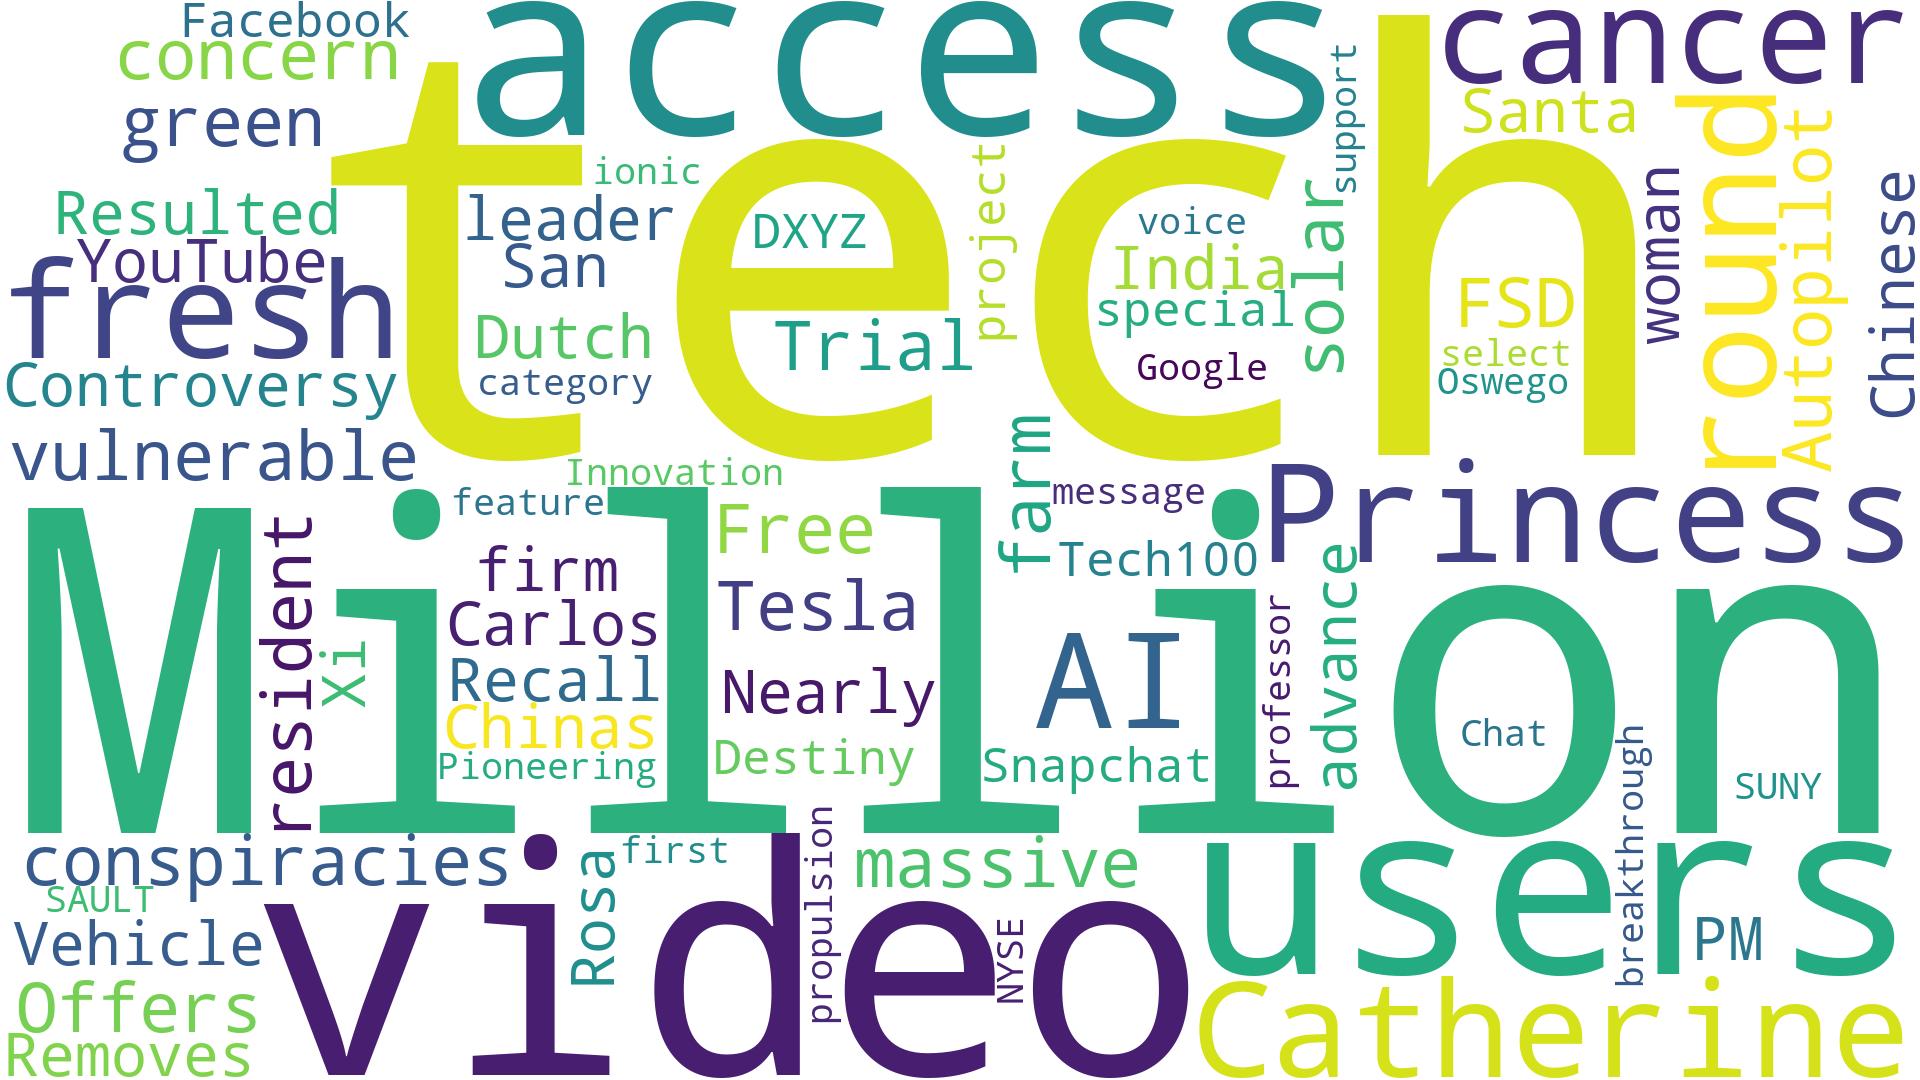 Facebook
access
cancer
concern
tech
support
Santa
green
round
Autopilot
ionic
project
woman
Chinese
Resulted
leader
DXYZ
voice
solar
YouTube
San
India
fresh
special
FSD
Dutch
Trial
select
Controversy
category
Google
Oswego
vulnerable
Innovation
farm
Princess
feature
message
Million
resident
Free
firm
Tech100
Xi
Carlos
Tesla
AI
professor
advance
Recall
Nearly
Chinas
Chat
Pioneering
Destiny
Snapchat
breakthrough
SUNY
conspiracies
video
Rosa
first
propulsion
massive
users
SAULT
Vehicle
NYSE
PM
Offers
Catherine
Removes